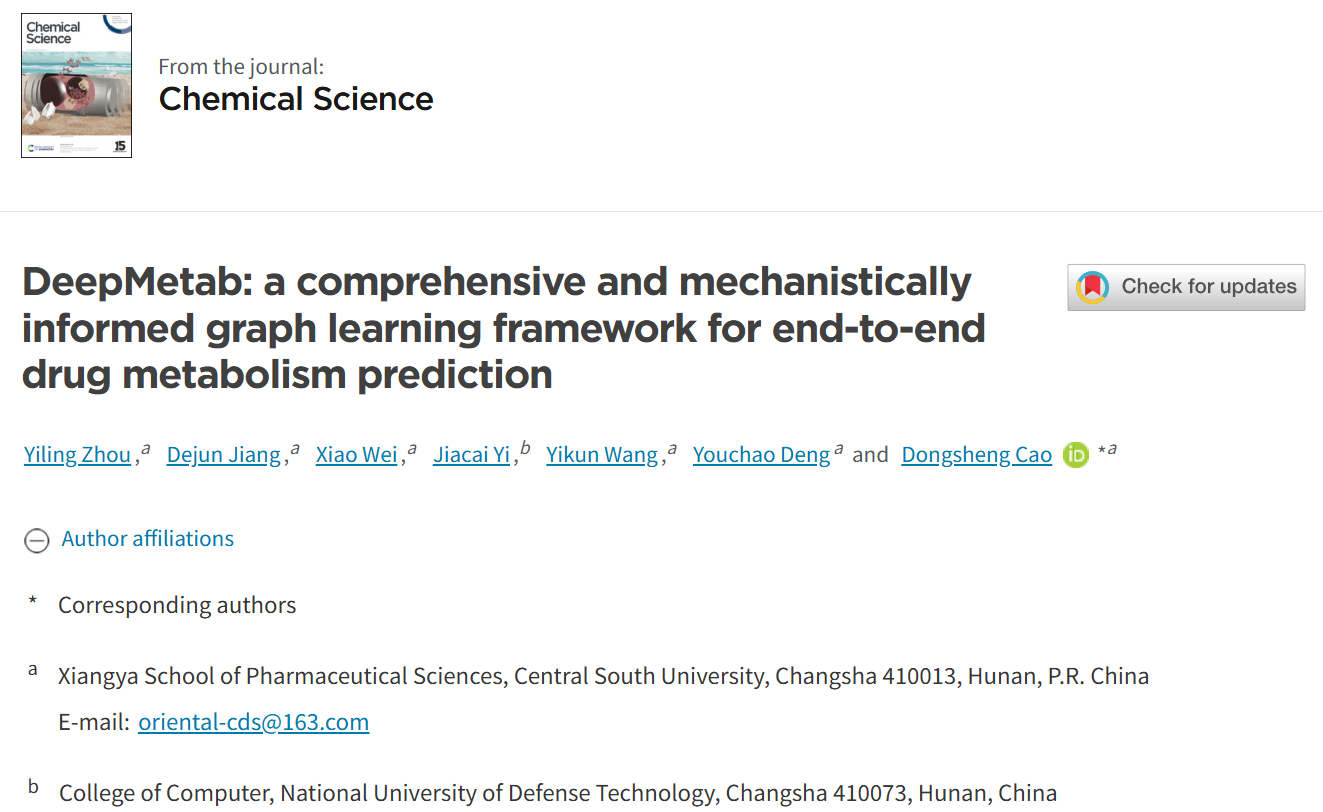 Chemical
Science
15
From the journal:
Chemical Science
DeepMetab: a comprehensive and mechanistically
informed graph learning framework for end-to-end
drug metabolism prediction
Check for updates
Yiling Zhou,a Dejun Jiang,a Xiao Wei,a Jiacai Yi,b Yikun Wang,a Youchao Deng a and Dongsheng Cao iD *a
Author affiliations
* Corresponding authors
a Xiangya School of Pharmaceutical Sciences, Central South University, Changsha 410013, Hunan, P.R. China
E-mail: oriental-cds@163.com
b College of Computer, National University of Defense Technology, Changsha 410073, Hunan, China